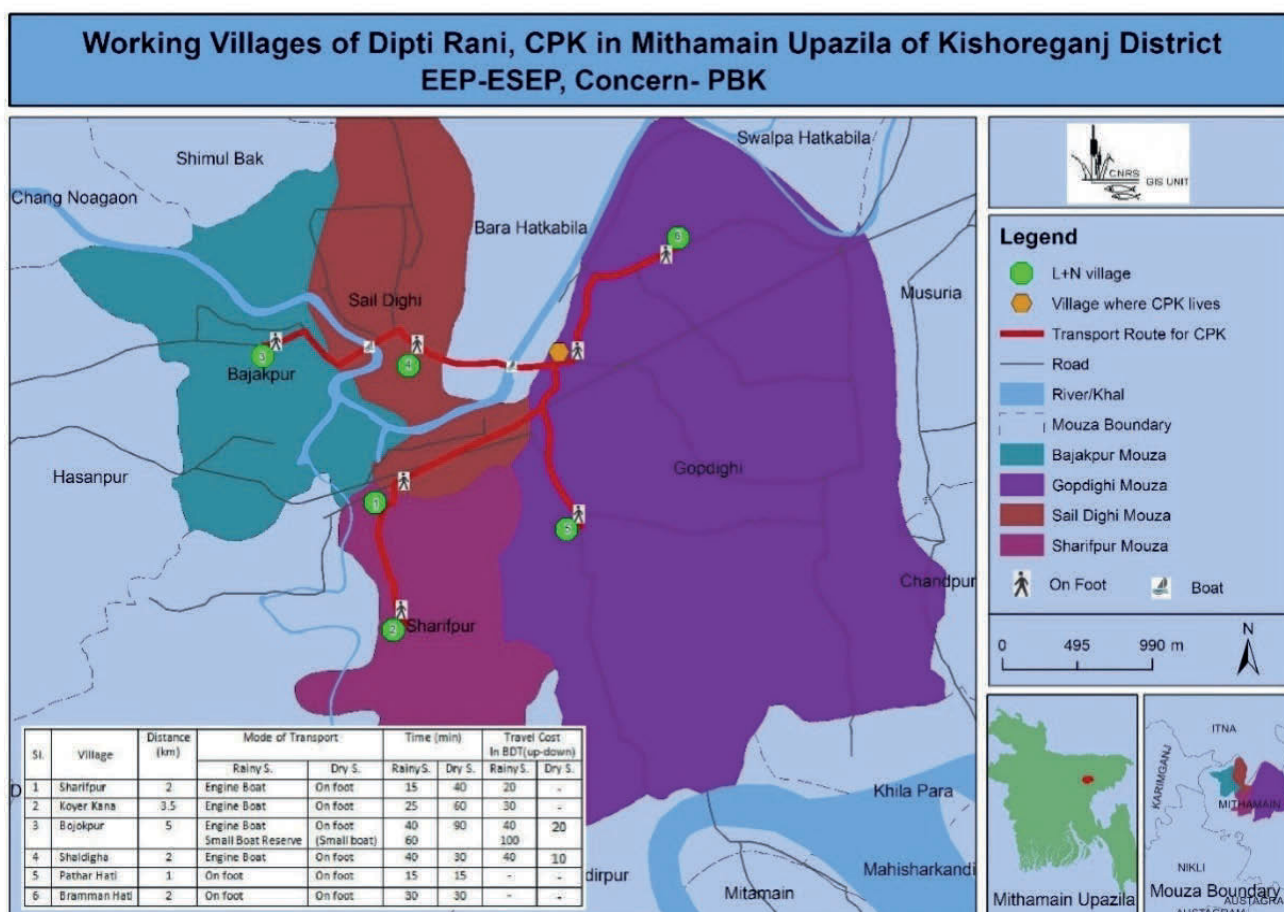 Working Villages of Dipti Rani, CPK in Mithamain Upazila of Kishoreganj District
EEP-ESEP, Concern- PBK
Shimul Bak
Swalpa Hatkabila
Chang Noagaon
Bara Hatkabila
Musuria
Sail Dighi
6
3
4
Bajakpur
Hasanpur
Gopdighi
1
5
Chandpur
2
Sharifpur
Khila Para
Mahisharkandi
dirpur
Mitamain
D
CNRS
GIS UNIT
Legend
L+N village
Village where CPK lives
Transport Route for CPK
Road
River/Khal
Mouza Boundary
Bajakpur Mouza
Gopdighi Mouza
Sail Dighi Mouza
Sharifpur Mouza
On Foot Boat
N
0 495 990 m
Mithamain Upazila
ITNA
KARIMGANJ
MITHAMAIN
NIKLI
AUSTAGRA
AUSTAGRAM
Mouza Boundary
Sl. Village Distance (km) Mode of Transport Time (min) Travel Cost In BDT(up-down)
Rainy S. Dry S. Rainy S. Dry S. Rainy S. Dry S.
1 Sharifpur 2 Engine Boat On foot 15 40 20 -
2 Koyer Kana 3.5 Engine Boat On foot 25 60 30 -
3 Bojokpur 5 Engine Boat On foot 40 90 40 20
Small Boat Reserve (Small boat) 60 100
4 Shaldigha 2 Engine Boat On foot 40 30 40 10
5 Pathar Hati 1 On foot On foot 15 15 - -
6 Bramman Hati 2 On foot On foot 30 30 - -